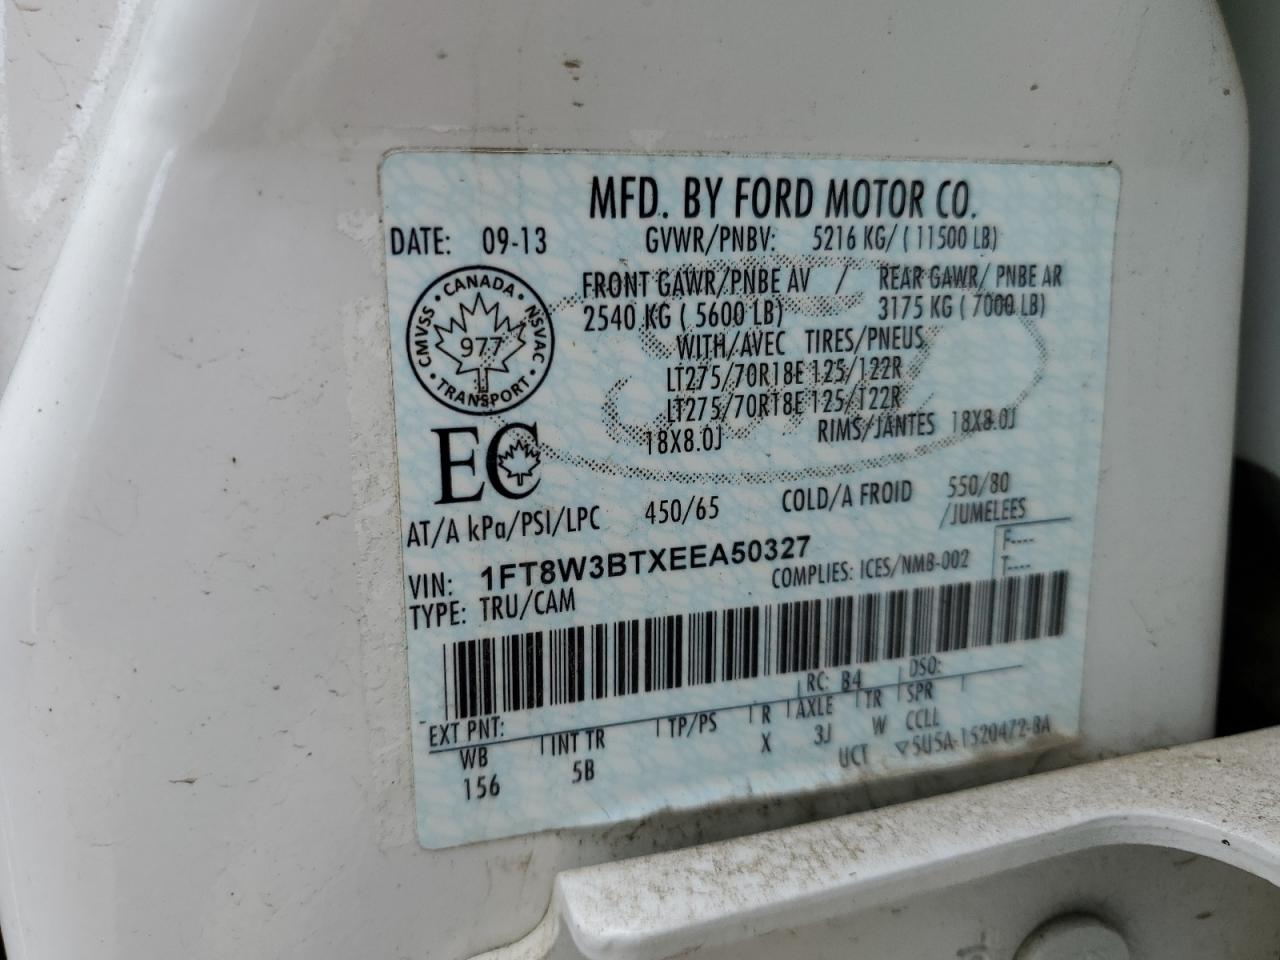 MFD. BY FORD MOTOR CO.
DATE: 09-13 GVWR/PNBV: 5216 KG/ ( 11500 LB)
FRONT GAWR/PNBE AV / REAR GAWR/ PNBE AR
2540 KG ( 5600 LB) 3175 KG ( 7000 LB)
WITH/AVEC TIRES/PNEUS
LT275/70R18E 125/122R
LT275/70R18E 125/122R
18X8.0J RIMS/JANTES 18X8.0J
CANADA
CMVSS NSVAC
977
TRANSPORT
EC
AT/A kPa/PSI/LPC 450/65 COLD/A FROID 550/80
/JUMELEES
VIN: 1FT8W3BTXEEA50327
F----
TYPE: TRU/CAM COMPLIES: ICES/NMB-002 T----
RC: B4 DSO:
EXT PNT:
WB INT TR TP/PS R AXLE TR SPR
156 5B X 3J W CCLL
UCT ▽5U5A-1520472-BA